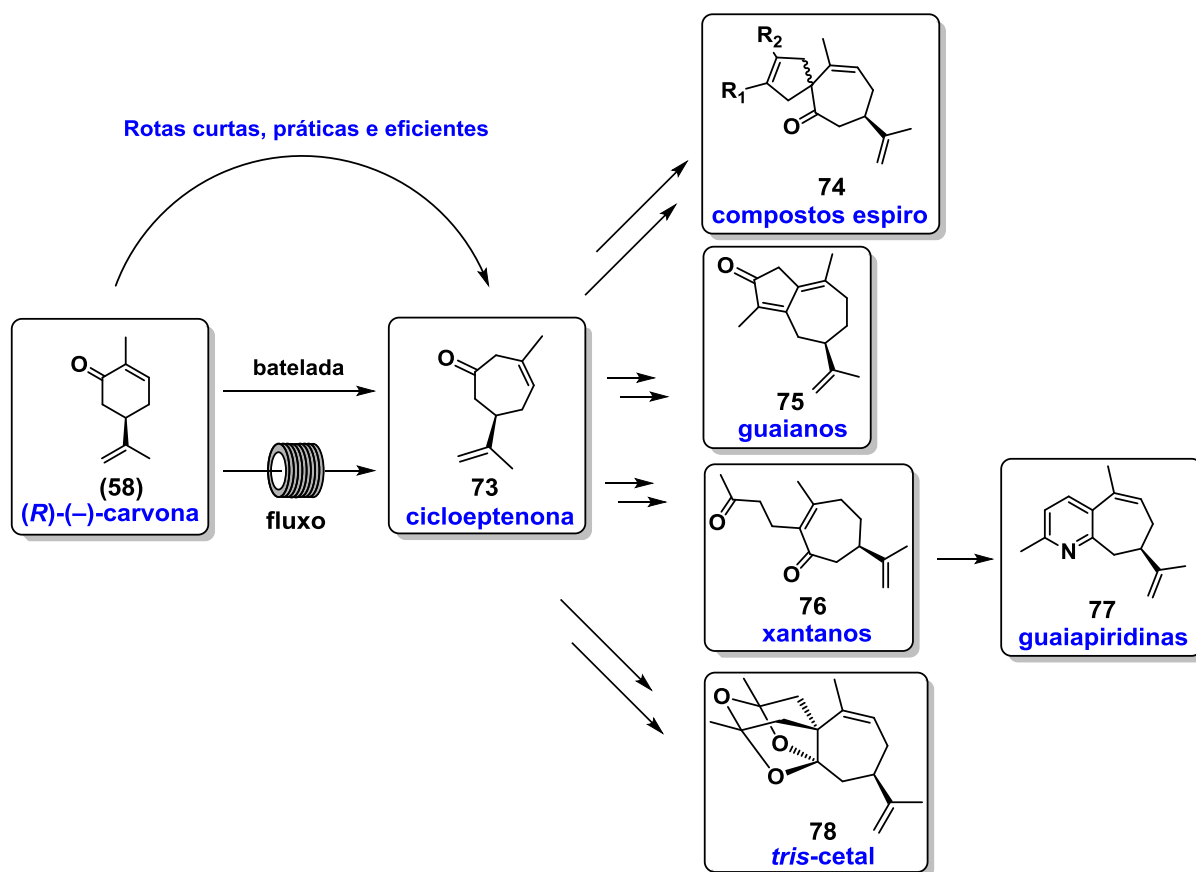 Rotas curtas, práticas e eficientes
O
(58)
(R)-(–)-carvona
batelada
fluxo
O
73
cicloeptenona
R2
R1
O
74
compostos espiro
O
75
guaianos
O
O
76
xantanos
N
77
guaiapiridinas
O
O
O
78
tris-cetal